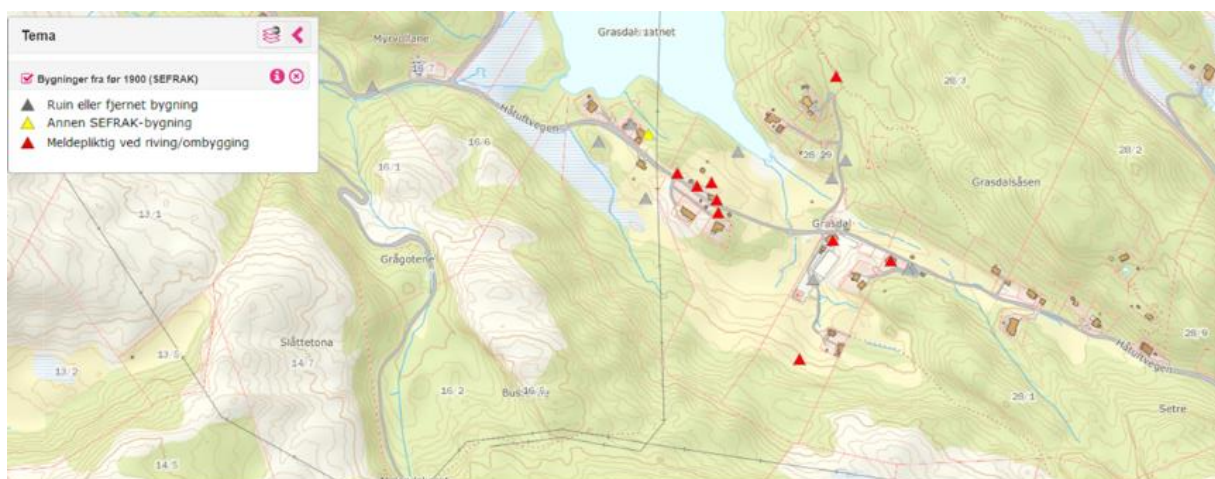 Tema
Bygninger fra før 1900 (SEFRAK)
Ruin eller fjernet bygning
Annen SEFRAK-bygning
Meldepliktig ved riving/ombygging
Myrvollane
16/7
28/3
Håtuftvegen
16/6
16/1
28/2
28/29
Grasdalsåsen
13/1
Grasdal
Grågotene
Slåttetona
14/7
13/5
13/2
16/2
28/9
Håtuftvegen
28/1
Setre
14/5